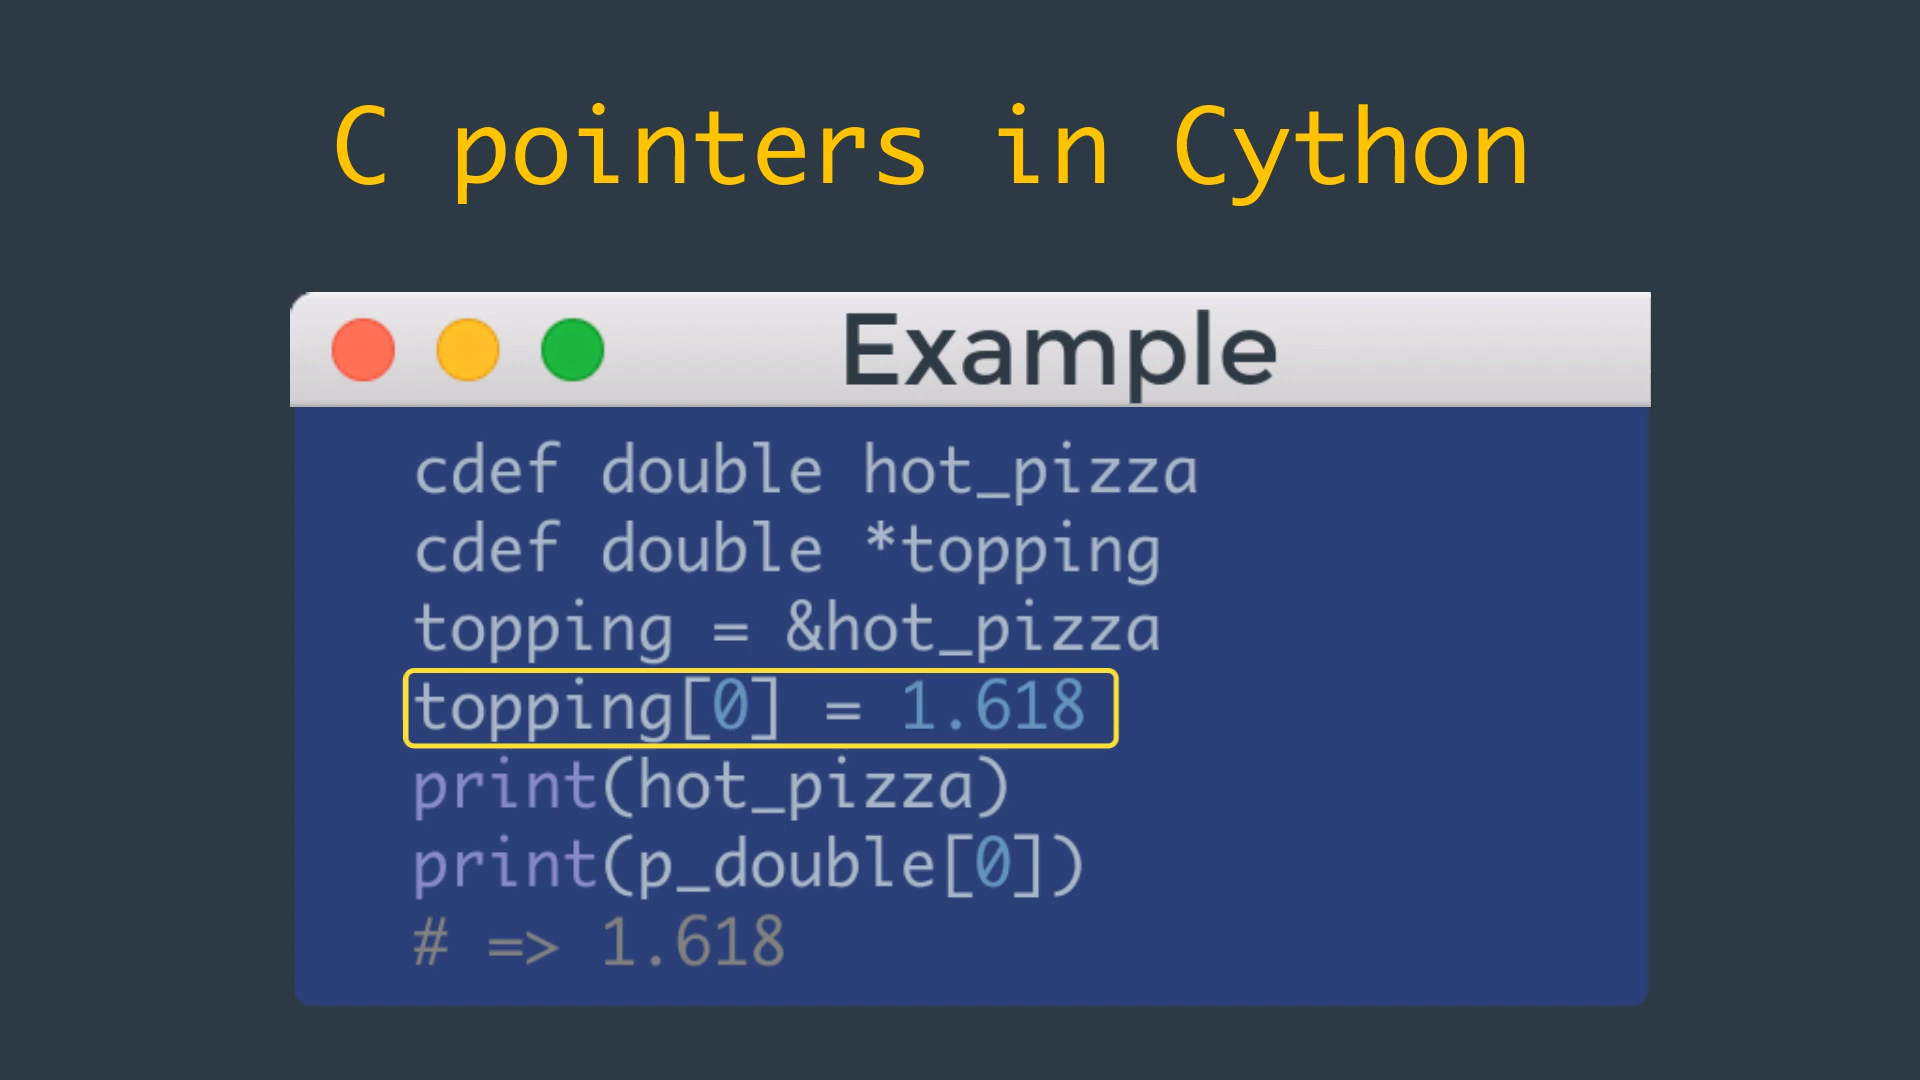 C pointers in Cython
Example
cdef double hot_pizza
cdef double *topping
topping = &hot_pizza
topping[0] = 1.618
print(hot_pizza)
print(p_double[0])
# => 1.618